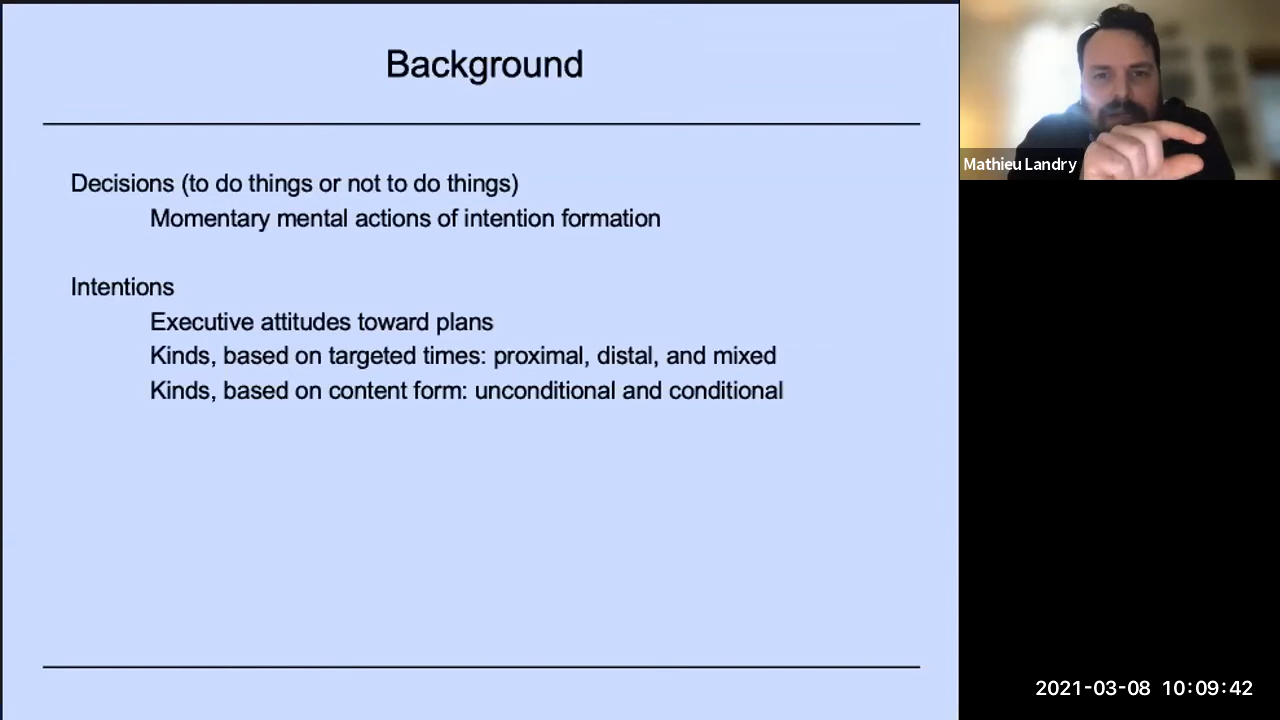 Background
Decisions (to do things or not to do things)
Momentary mental actions of intention formation
Intentions
Executive attitudes toward plans
Kinds, based on targeted times: proximal, distal, and mixed
Kinds, based on content form: unconditional and conditional
Mathieu Landry
2021-03-08 10:09:42